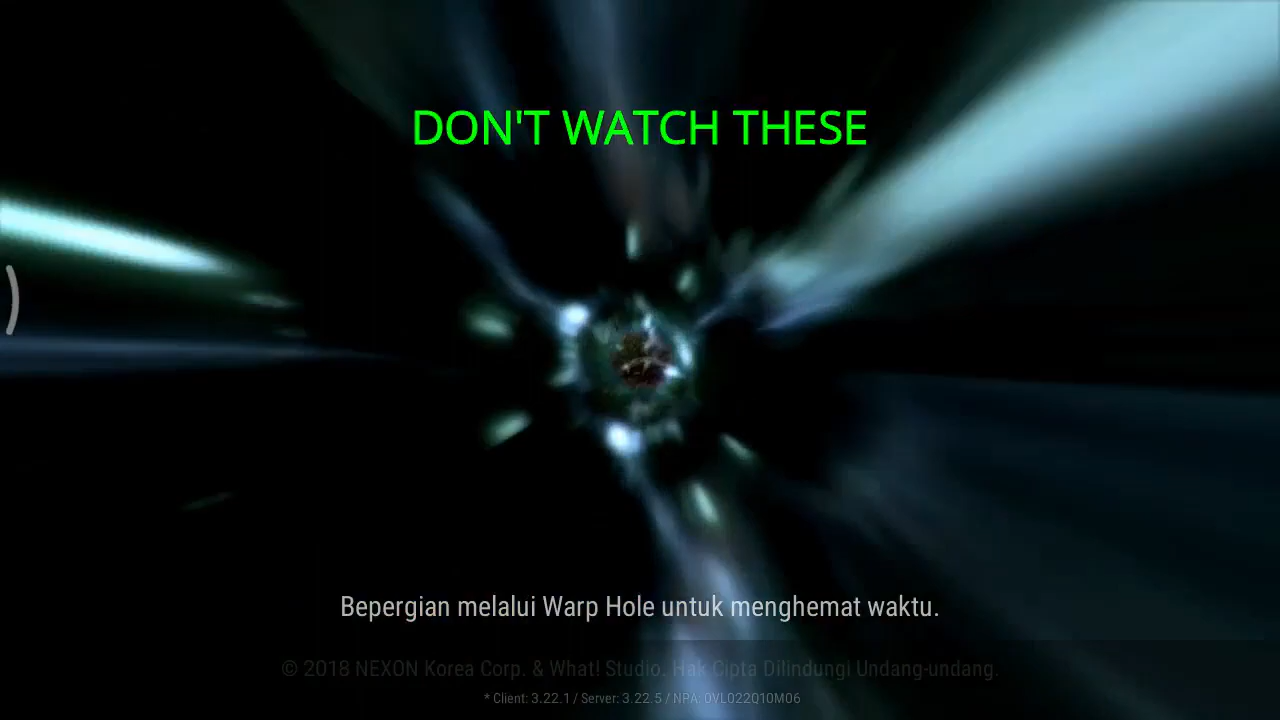 DON'T WATCH THESE
Bepergian melalui Warp Hole untuk menghemat waktu.
© 2018 NEXON Korea Corp. & What! Studio. Hak Cipta Dilindungi Undang-undang.
* Client: 3.22.1 / Server: 3.22.5 / NPA: 0VL022Q10M06